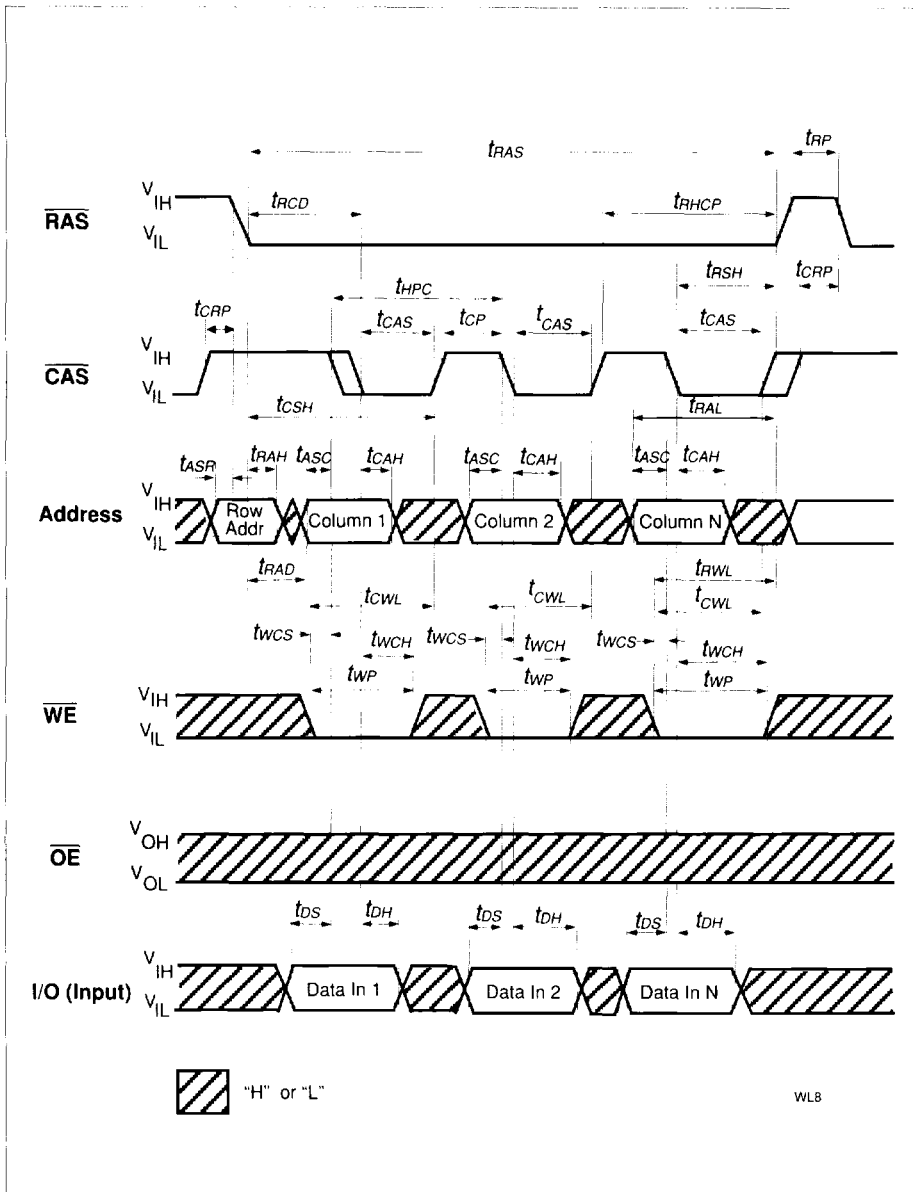 tRAS
tRP
VIH
RAS
VIL
tRCD
tRHCP
tRSH
tCRP
tHPC
tCRP
tCAS
tCP
tCAS
tCAS
VIH
CAS
VIL
tCSH
tRAL
tASR
tRAH
tASC
tCAH
tASC
tCAH
tASC
tCAH
VIH
Address
VIL
Row Addr
Column 1
Column 2
Column N
tRAD
tRWL
tCWL
tCWL
tCWL
tWCS
tWCH
tWCS
tWCH
tWCS
tWCH
tWP
tWP
tWP
VIH
WE
VIL
VOH
OE
VOL
tDS
tDH
tDS
tDH
tDS
tDH
VIH
I/O (Input)
VIL
Data In 1
Data In 2
Data In N
"H" or "L"
WL8